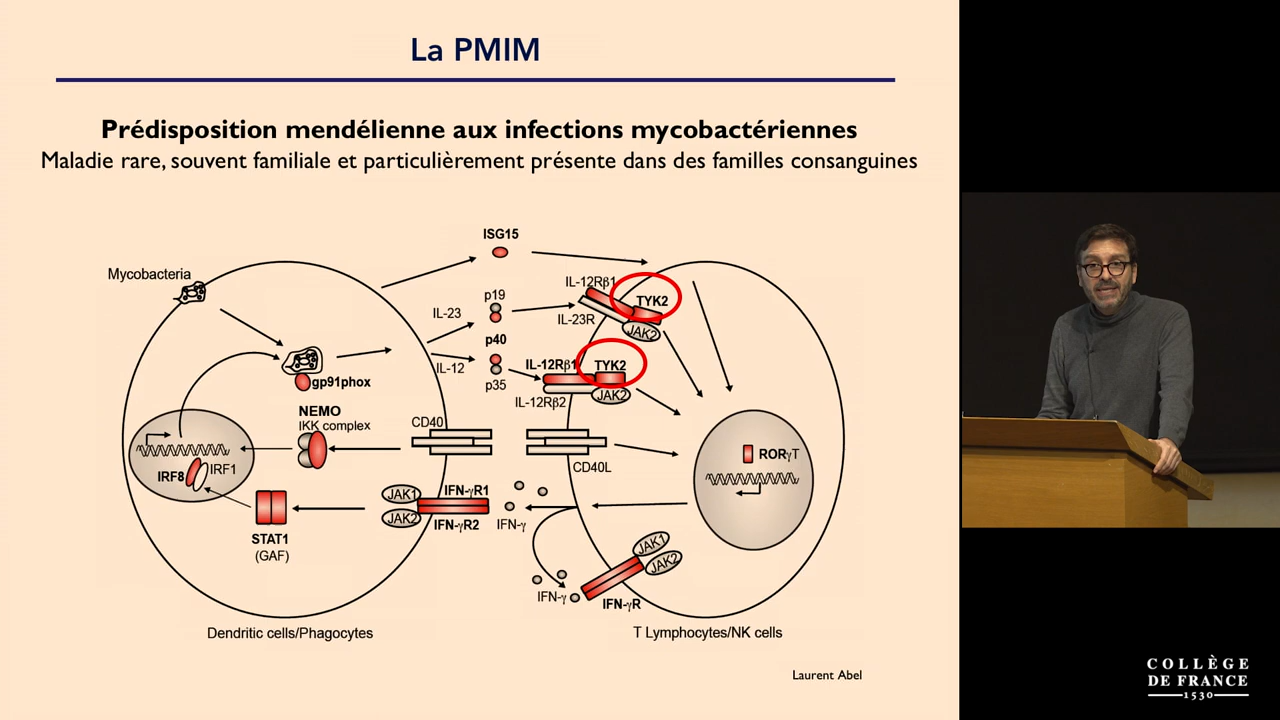 La PMIM
Prédisposition mendélienne aux infections mycobactériennes
Maladie rare, souvent familiale et particulièrement présente dans des familles consanguines
ISG15
Mycobacteria
IL-12Rβ1
TYK2
p19
IL-23
IL-23R
JAK2
p40
IL-12
p35
IL-12Rβ1
TYK2
IL-12Rβ2
JAK2
gp91phox
NEMO
IKK complex
CD40
CD40L
IRF8
IRF1
RORγT
JAK1
JAK2
IFN-γR1
IFN-γR2
IFN-γ
STAT1
(GAF)
JAK1
JAK2
IFN-γ
IFN-γR
Dendritic cells/Phagocytes
T Lymphocytes/NK cells
Laurent Abel
COLLÈGE
DE FRANCE
1530